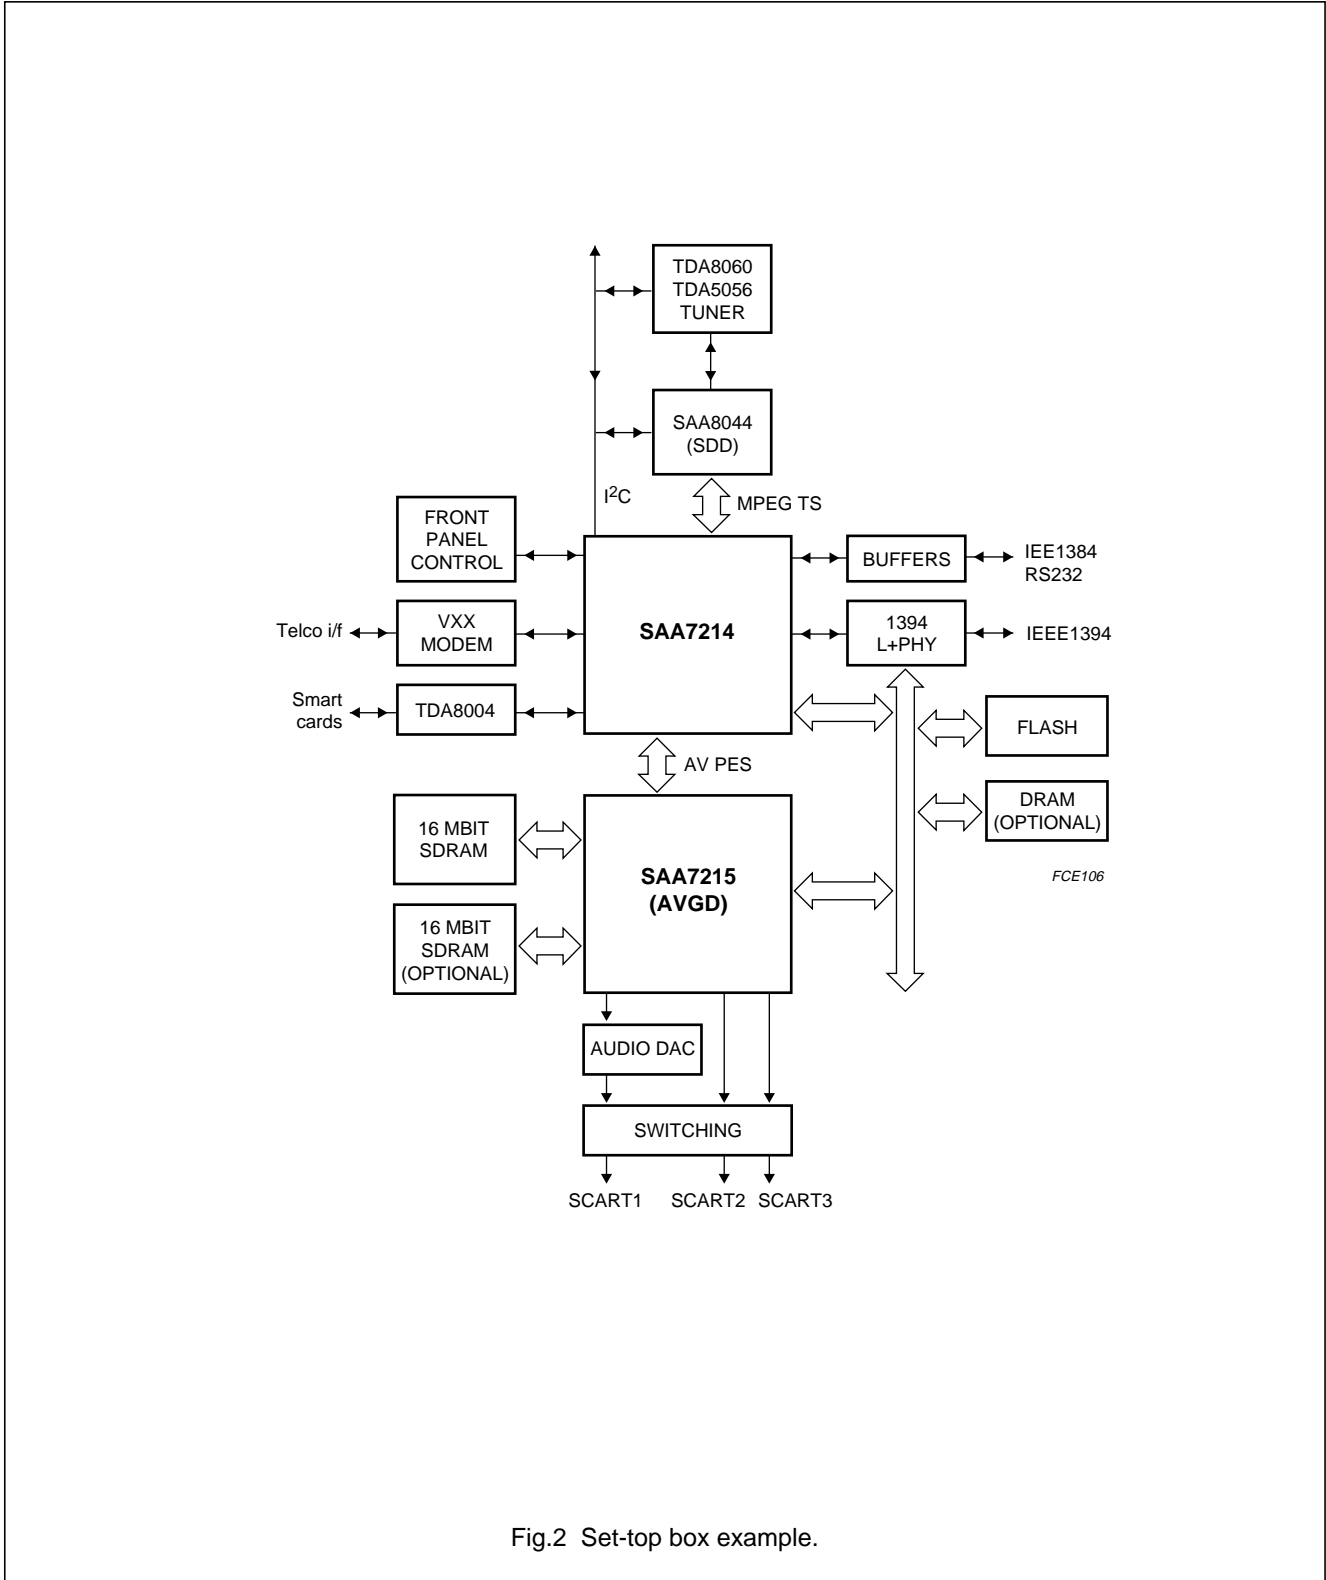 TDA8060
TDA5056
TUNER
SAA8044
(SDD)
I²C
MPEG TS
FRONT
PANEL
CONTROL
BUFFERS
IEE1384
RS232
Telco i/f
VXX
MODEM
SAA7214
1394
L+PHY
IEEE1394
Smart
cards
TDA8004
FLASH
AV PES
DRAM
(OPTIONAL)
16 MBIT
SDRAM
SAA7215
(AVGD)
FCE106
16 MBIT
SDRAM
(OPTIONAL)
AUDIO DAC
SWITCHING
SCART1
SCART2
SCART3
Fig.2 Set-top box example.